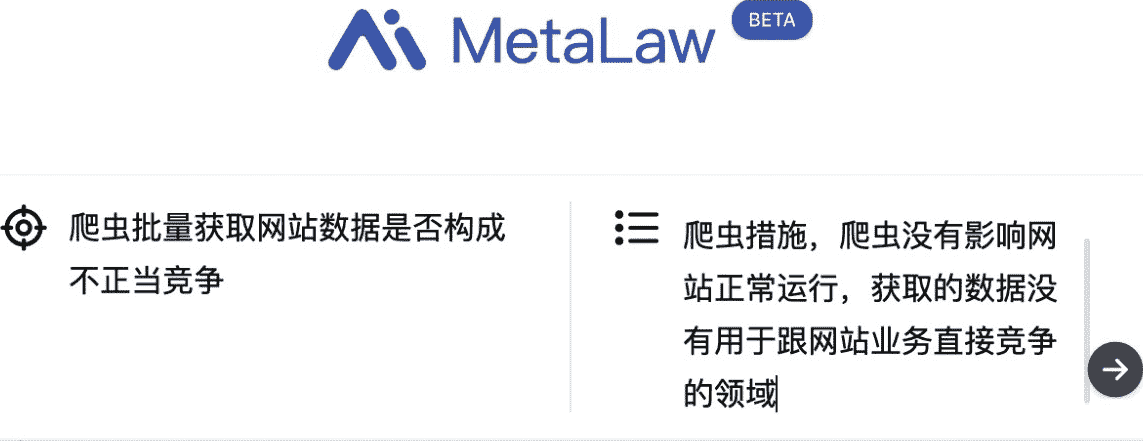 MetaLaw
BETA
爬虫批量获取网站数据是否构成
不正当竞争
爬虫措施，爬虫没有影响网
站正常运行，获取的数据没
有用于跟网站业务直接竞争
的领域